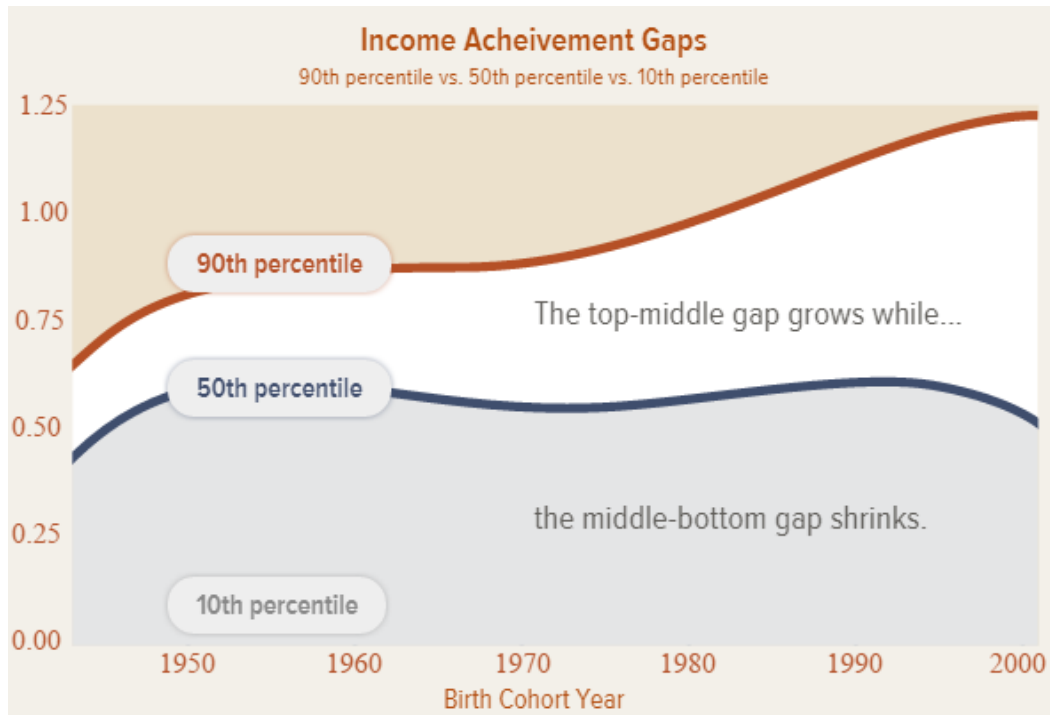 Income Acheivement Gaps
90th percentile vs. 50th percentile vs. 10th percentile
1.25
1.00
90th percentile
0.75
The top-middle gap grows while...
50th percentile
0.50
0.25
the middle-bottom gap shrinks.
10th percentile
0.00
1950 1960 1970 1980 1990 2000
Birth Cohort Year